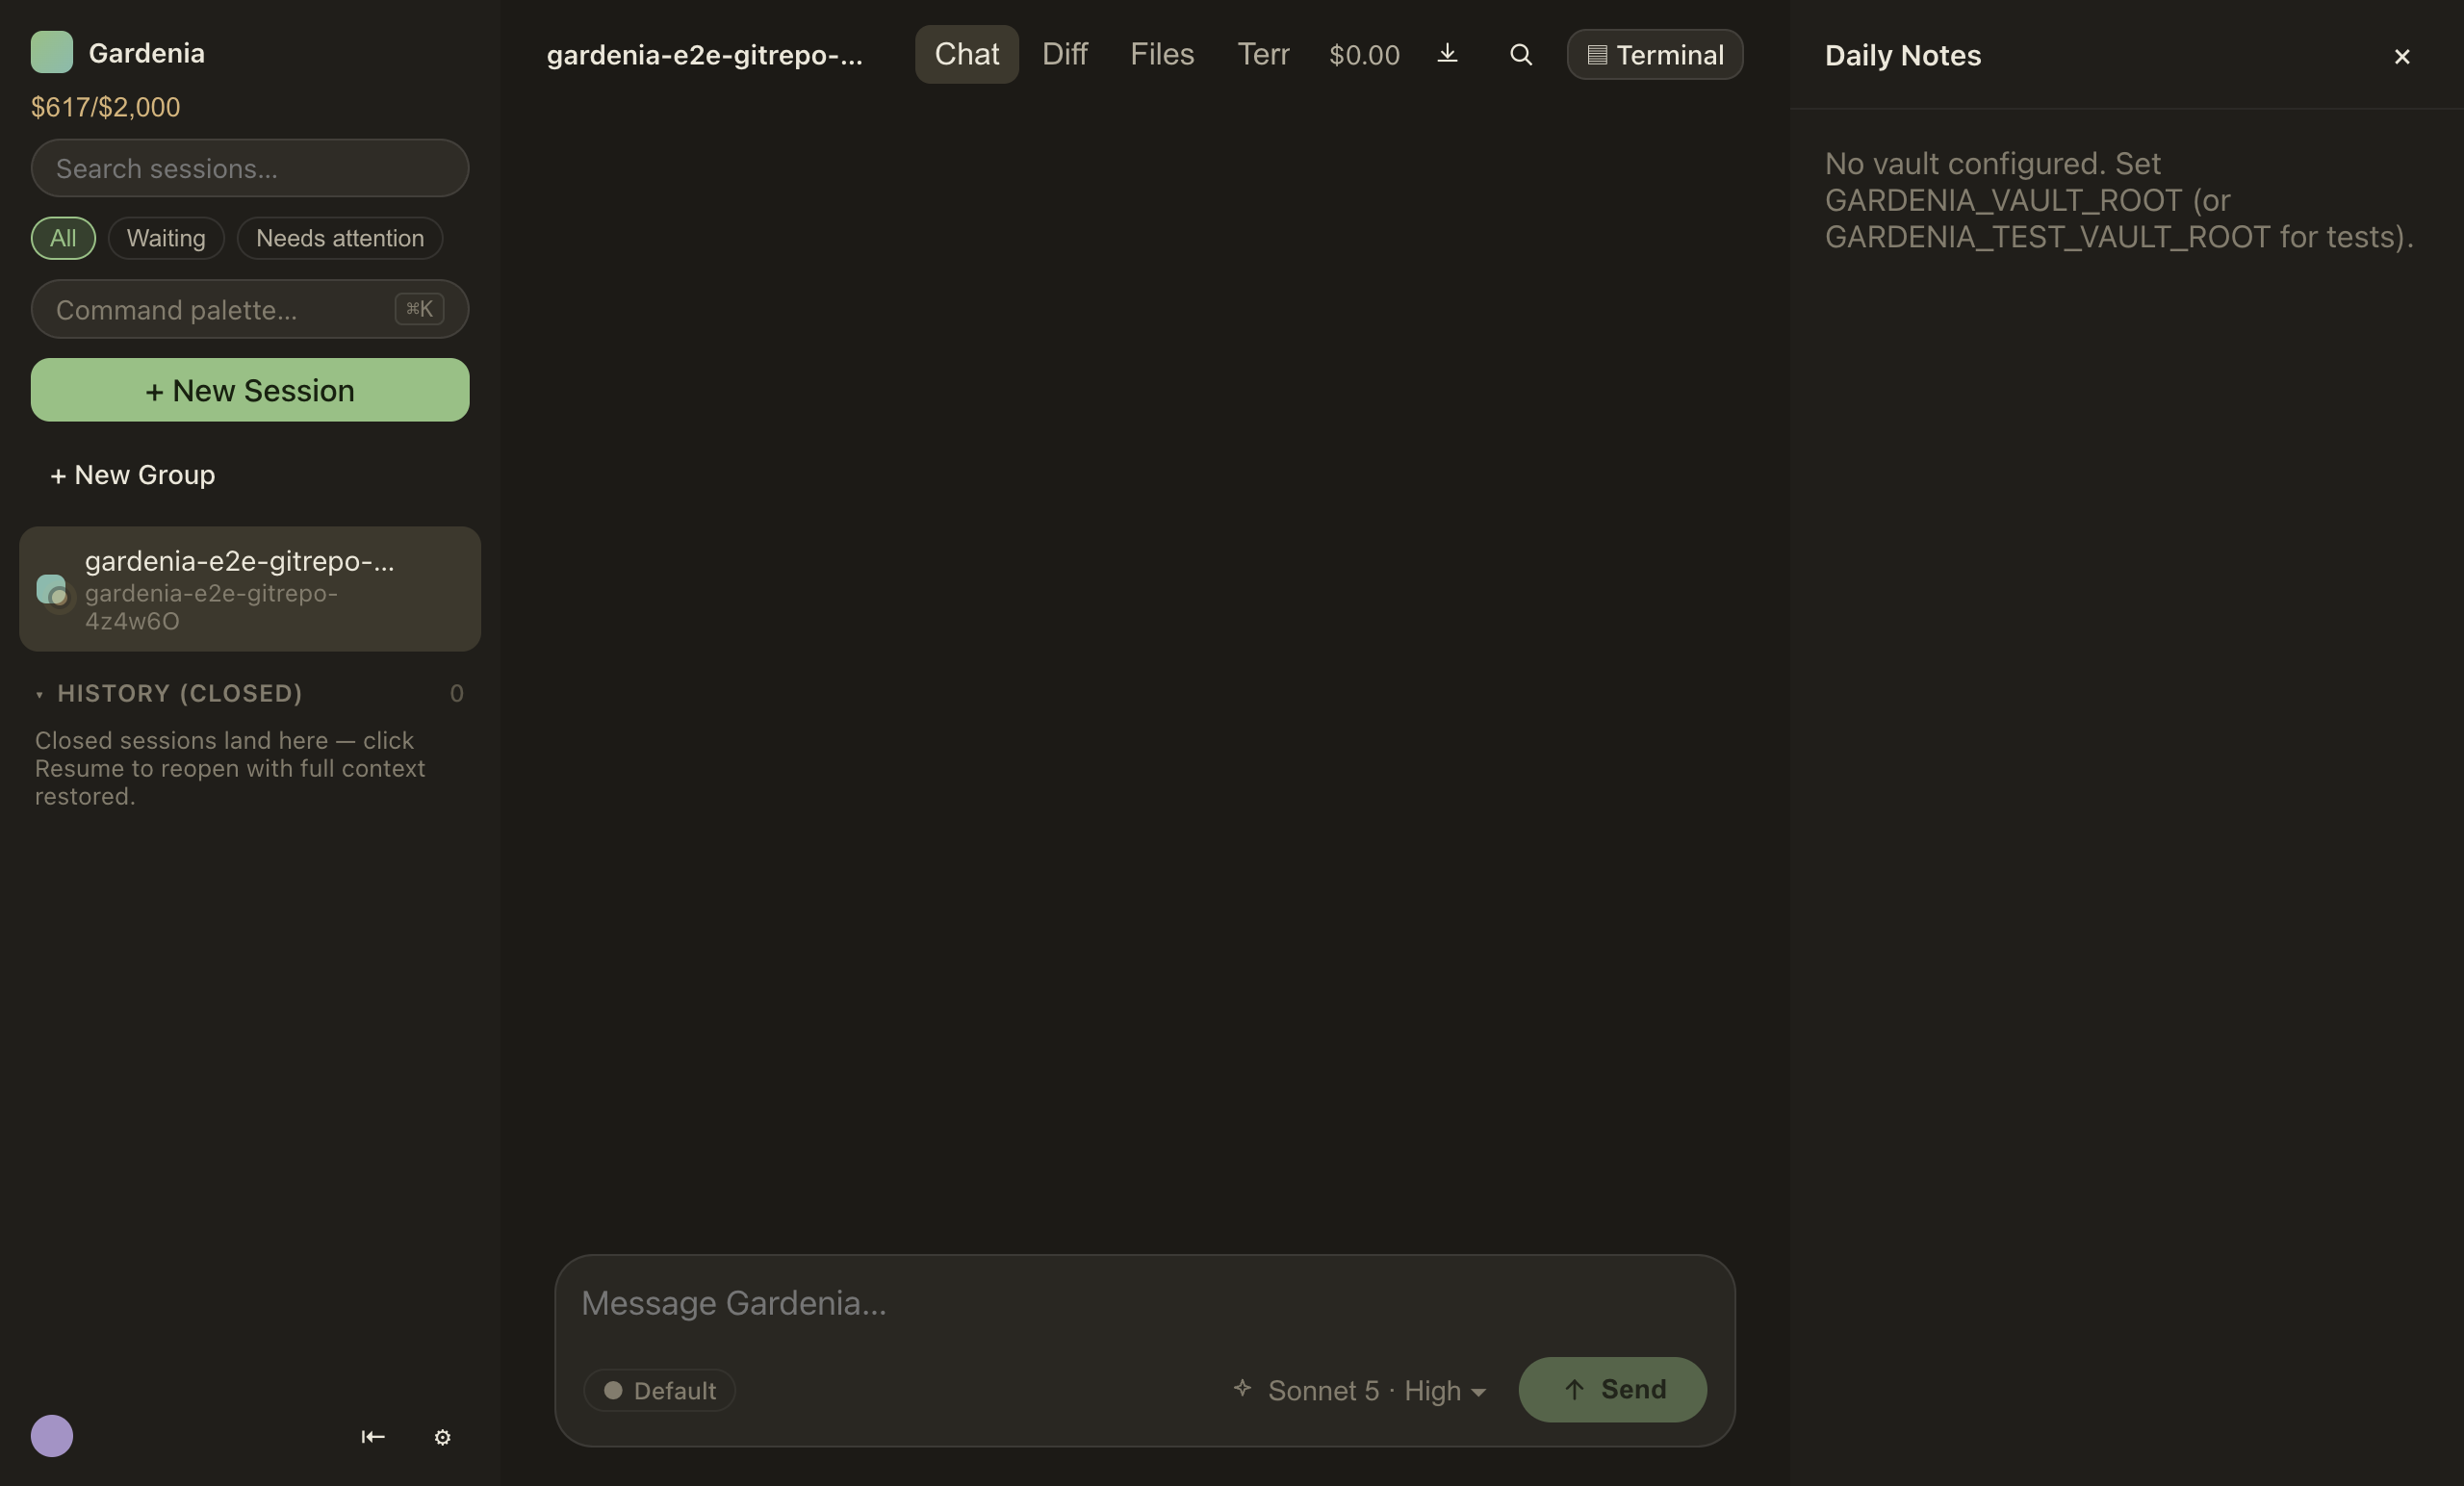 Gardenia
$617/$2,000
Search sessions...
All
Waiting
Needs attention
Command palette...
⌘K
+ New Session
+ New Group
gardenia-e2e-gitrepo-...
gardenia-e2e-gitrepo-
4z4w6O
HISTORY (CLOSED)
0
Closed sessions land here — click
Resume to reopen with full context
restored.
gardenia-e2e-gitrepo-...
Chat
Diff
Files
Terr
$0.00
Terminal
Message Gardenia...
Default
Sonnet 5 · High
Send
Daily Notes
No vault configured. Set
GARDENIA_VAULT_ROOT (or
GARDENIA_TEST_VAULT_ROOT for tests).